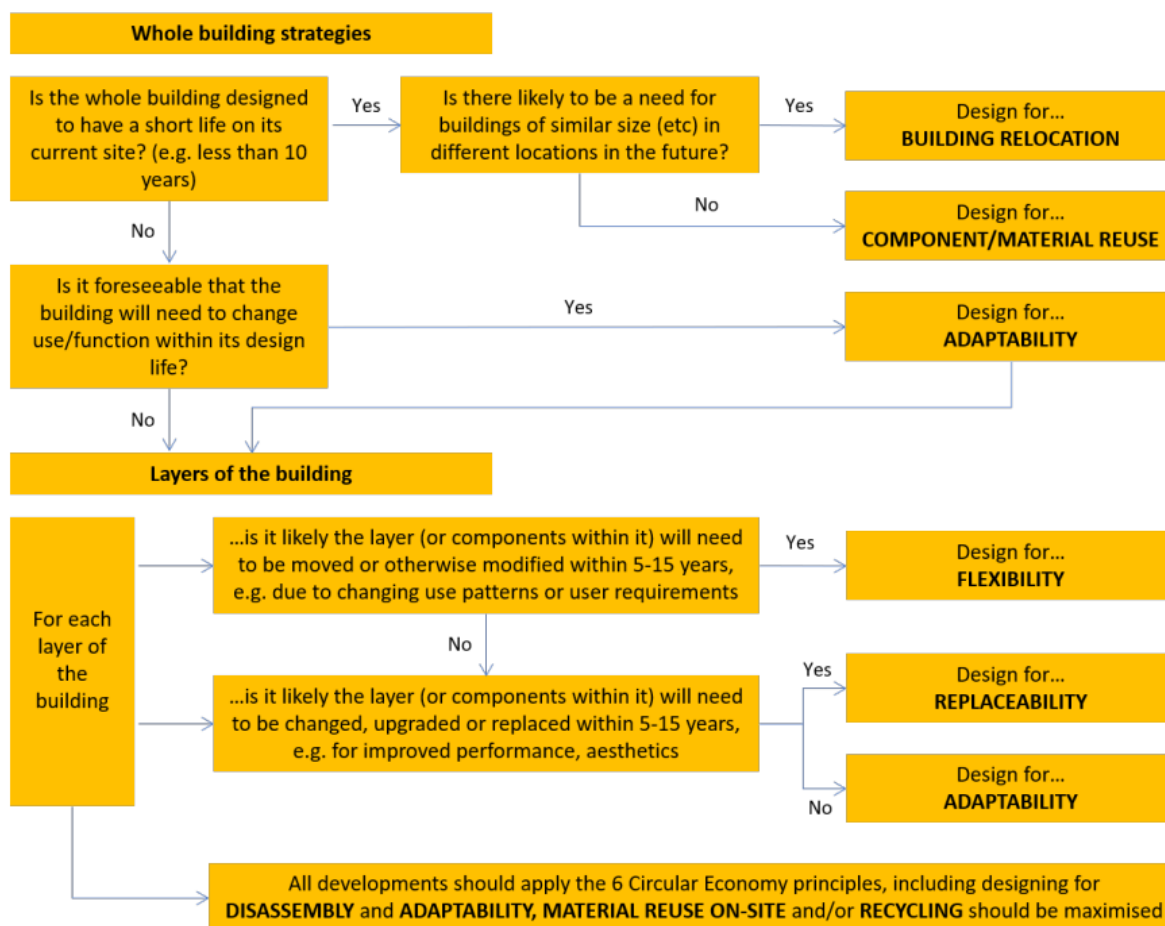 Whole building strategies
Is the whole building designed
to have a short life on its
current site? (e.g. less than 10
years)
Yes
Is there likely to be a need for
buildings of similar size (etc) in
different locations in the future?
Yes
Design for...
BUILDING RELOCATION
No
Design for...
COMPONENT/MATERIAL REUSE
No
Is it foreseeable that the
building will need to change
use/function within its design
life?
Yes
Design for...
ADAPTABILITY
No
Layers of the building
For each
layer of
the
building
...is it likely the layer (or components within it) will need
to be moved or otherwise modified within 5-15 years,
e.g. due to changing use patterns or user requirements
Yes
Design for...
FLEXIBILITY
No
...is it likely the layer (or components within it) will need
to be changed, upgraded or replaced within 5-15 years,
e.g. for improved performance, aesthetics
Yes
Design for...
REPLACEABILITY
No
Design for...
ADAPTABILITY
All developments should apply the 6 Circular Economy principles, including designing for
DISASSEMBLY and ADAPTABILITY, MATERIAL REUSE ON-SITE and/or RECYCLING should be maximised